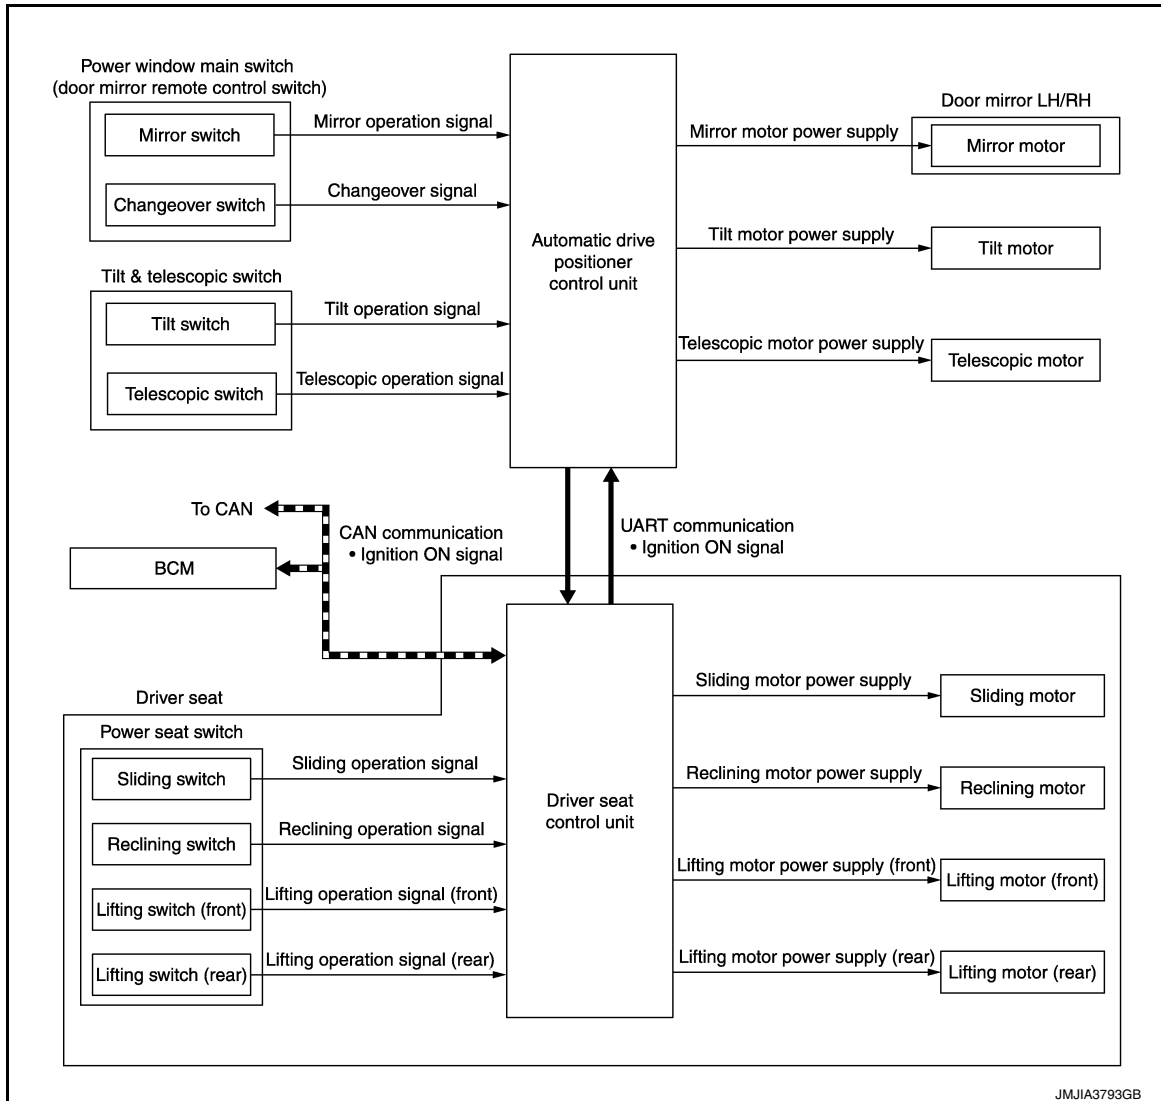 Power window main switch
(door mirror remote control switch)
Mirror switch
Mirror operation signal
Changeover switch
Changeover signal
Tilt & telescopic switch
Tilt switch
Tilt operation signal
Telescopic switch
Telescopic operation signal
Automatic drive
positioner
control unit
Mirror motor power supply
Door mirror LH/RH
Mirror motor
Tilt motor power supply
Tilt motor
Telescopic motor power supply
Telescopic motor
To CAN
BCM
CAN communication
• Ignition ON signal
UART communication
• Ignition ON signal
Driver seat
Power seat switch
Sliding switch
Sliding operation signal
Reclining switch
Reclining operation signal
Lifting switch (front)
Lifting operation signal (front)
Lifting switch (rear)
Lifting operation signal (rear)
Driver seat
control unit
Sliding motor power supply
Sliding motor
Reclining motor power supply
Reclining motor
Lifting motor power supply (front)
Lifting motor (front)
Lifting motor power supply (rear)
Lifting motor (rear)
JMJIA3793GB